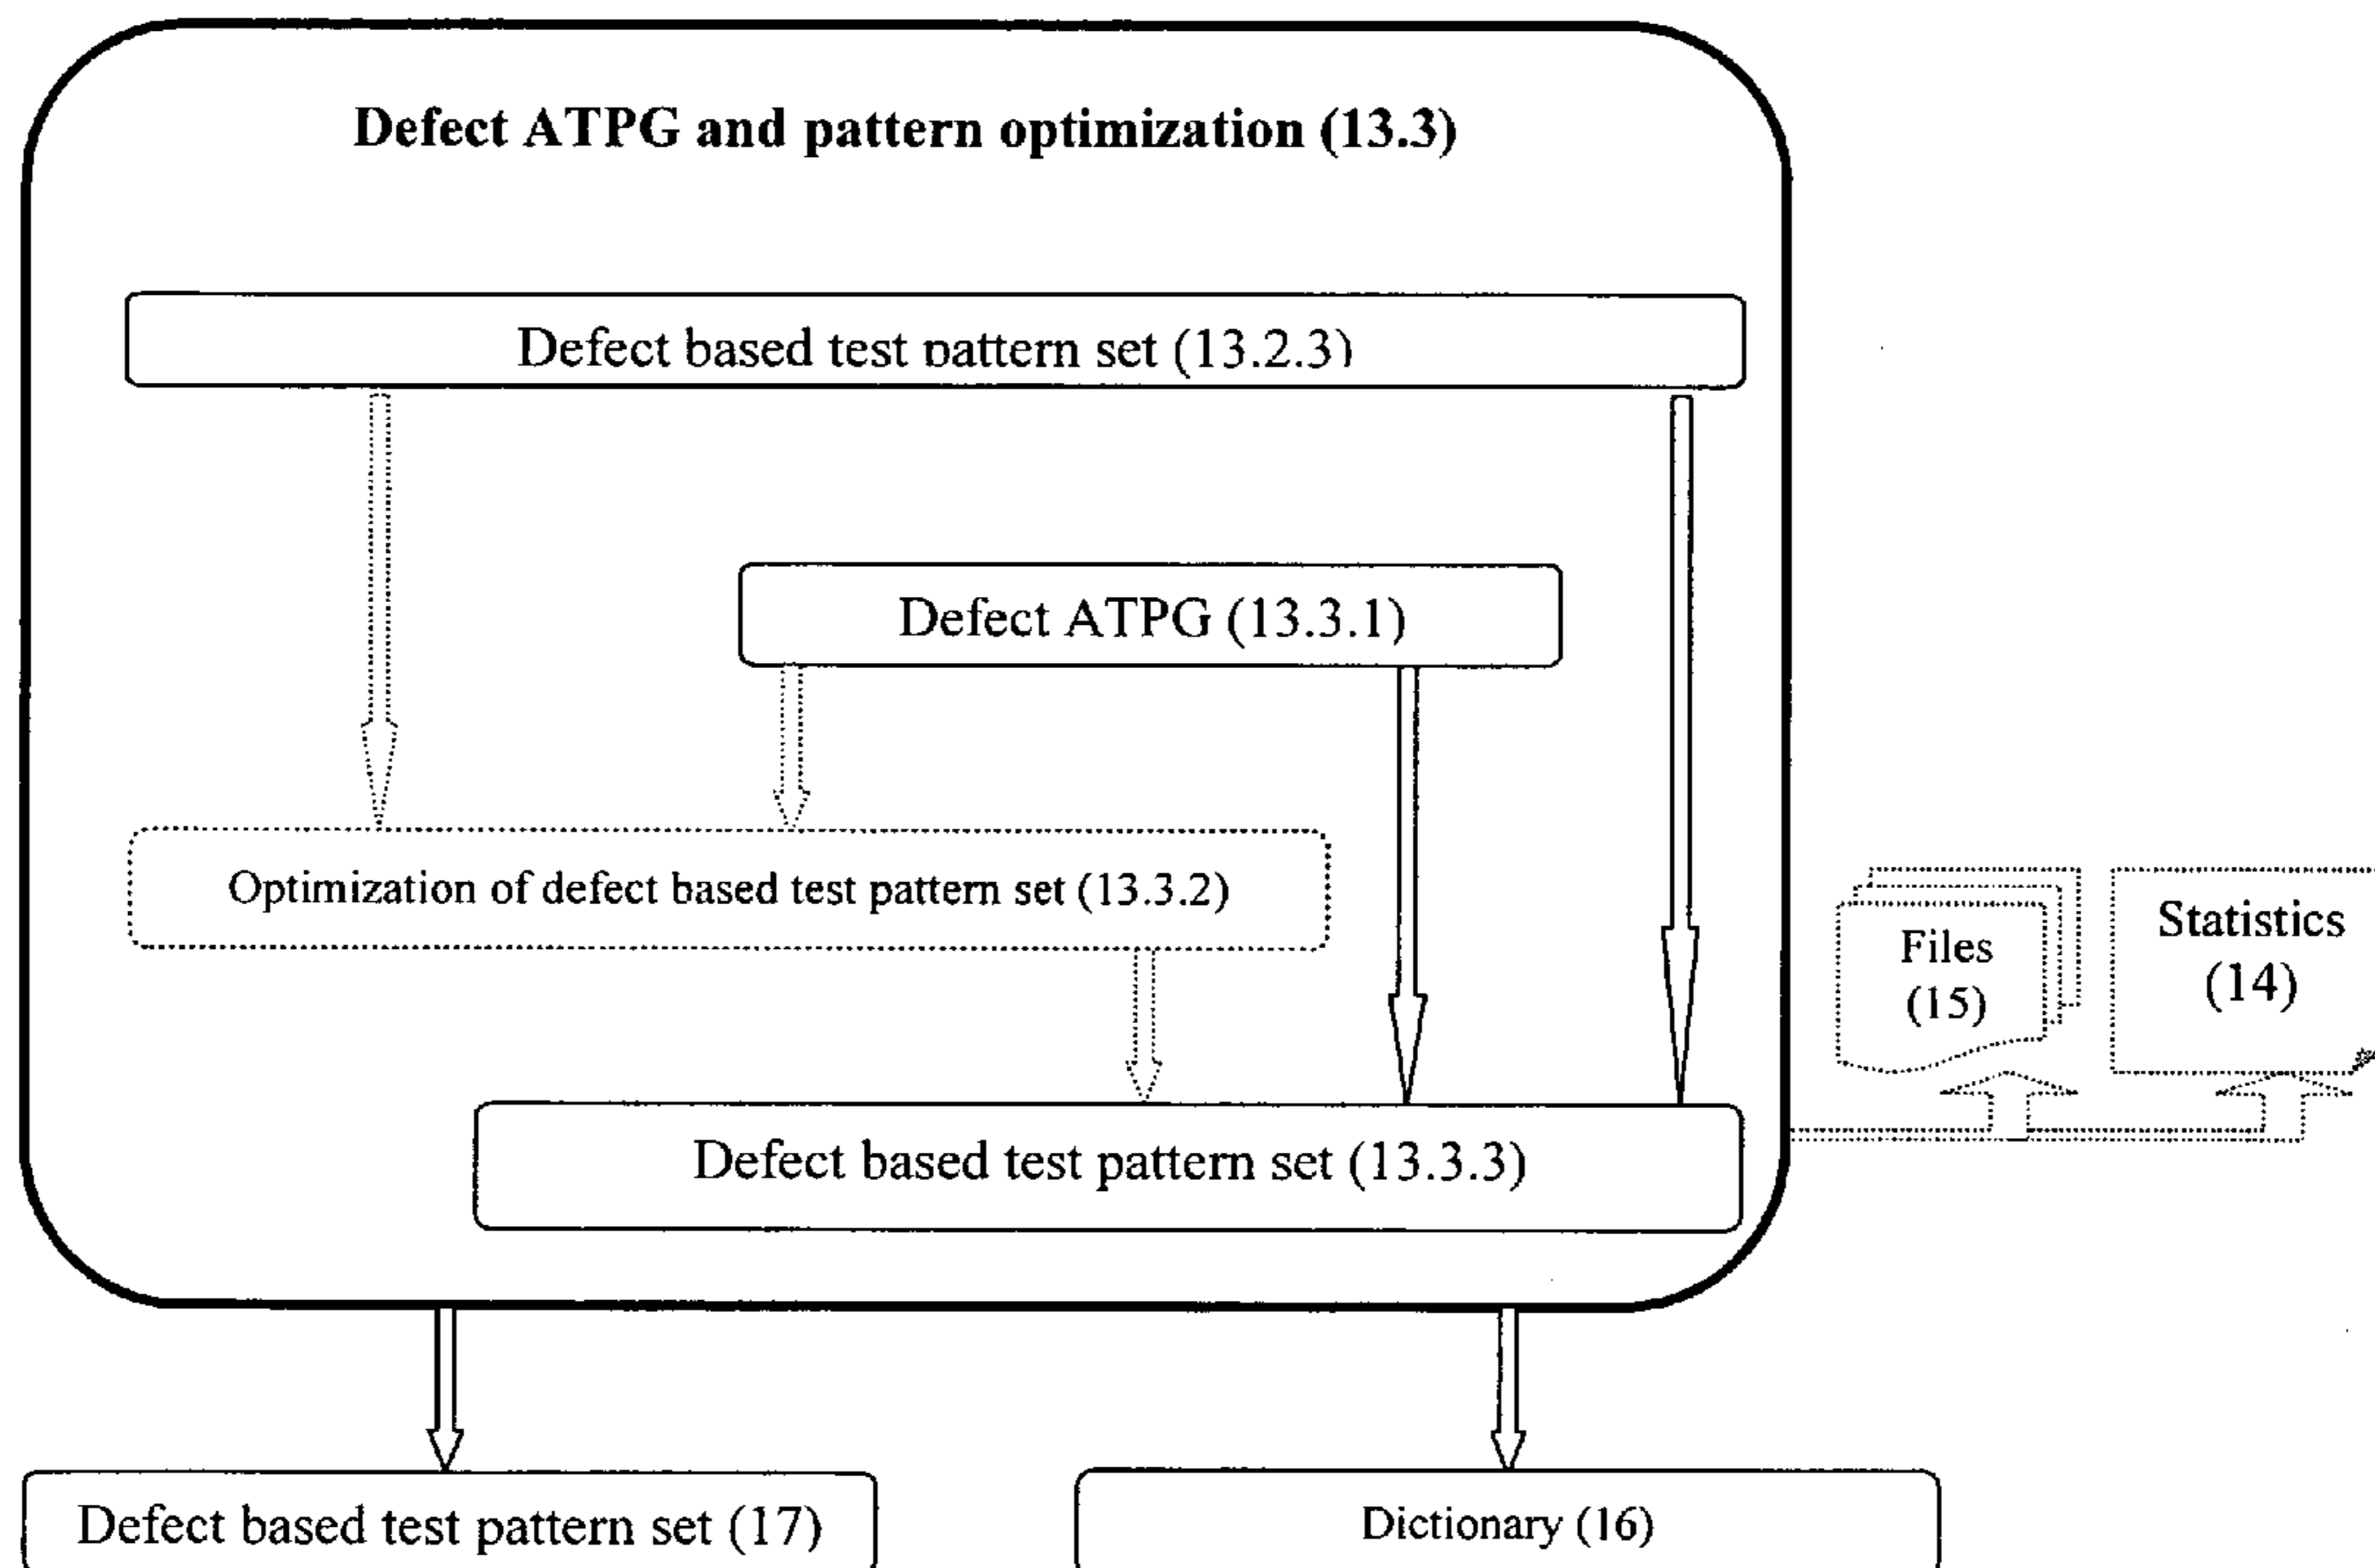 Defect ATPG and pattern optimization (13.3)
Defect based test pattern set (13.2.3)
Defect ATPG (13.3.1)
Optimization of defect based test pattern set (13.3.2)
Files
(15)
Statistics
(14)
Defect based test pattern set (13.3.3)
Defect based test pattern set (17)
Dictionary (16)